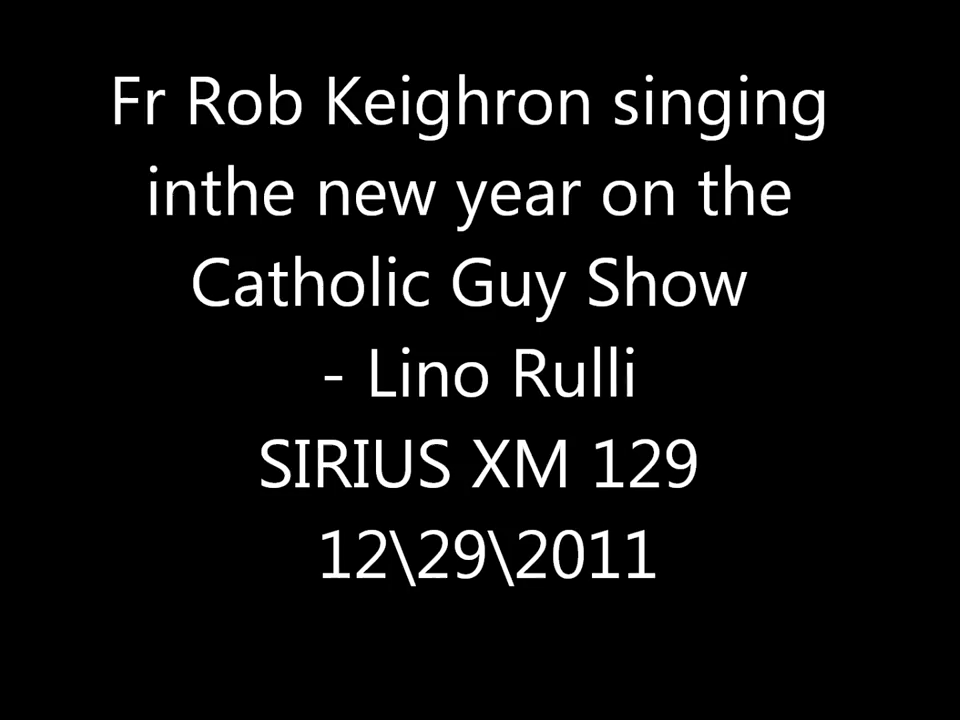 Fr Rob Keighron singing
inthe new year on the
Catholic Guy Show
- Lino Rulli
SIRIUS XM 129
12\29\2011